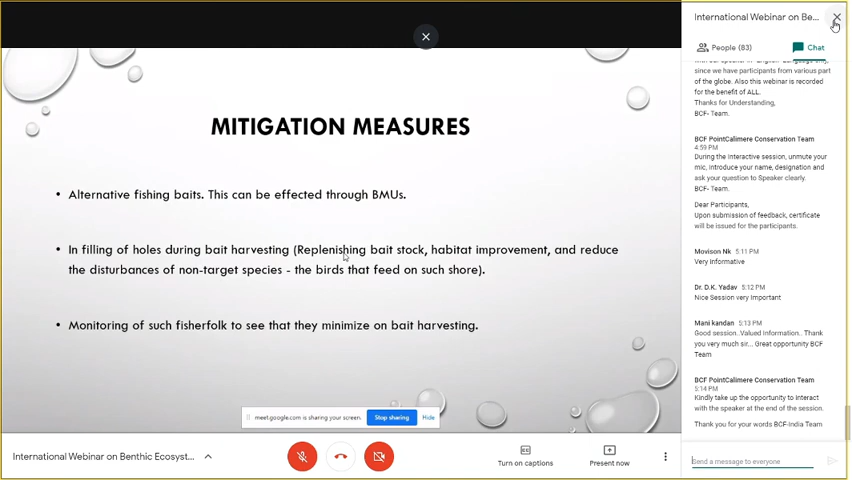 MITIGATION MEASURES
• Alternative fishing baits. This can be effected through BMUs.
• In filling of holes during bait harvesting (Replenishing bait stock, habitat improvement, and reduce
the disturbances of non-target species - the birds that feed on such shore).
• Monitoring of such fisherfolk to see that they minimize on bait harvesting.
meet.google.com is sharing your screen.
Stop sharing
Hide
International Webinar on Benthic Ecosyst...
Turn on captions
Present now
International Webinar on Be...
People (83)
Chat
since we have participants from various part
of the globe. Also this webinar is recorded
for the benefit of ALL.
Thanks for Understanding,
BCF- Team.
BCF PointCalimere Conservation Team
4:59 PM
During the Interactive session, unmute your
mic, introduce your name, designation and
ask your question to Speaker clearly.
BCF- Team.
Dear Participants,
Upon submission of feedback, certificate
will be issued for the participants.
Movison Nk 5:11 PM
Very informative
Dr. D.K. Yadav 5:12 PM
Nice Session very Important
Mani kandan 5:13 PM
Good session..Valued Information.. Thank
you very much sir... Great opportunity BCF
Team
BCF PointCalimere Conservation Team
5:14 PM
Kindly take up the opportunity to interact
with the speaker at the end of the session.
Thank you for your words BCF-India Team
Send a message to everyone